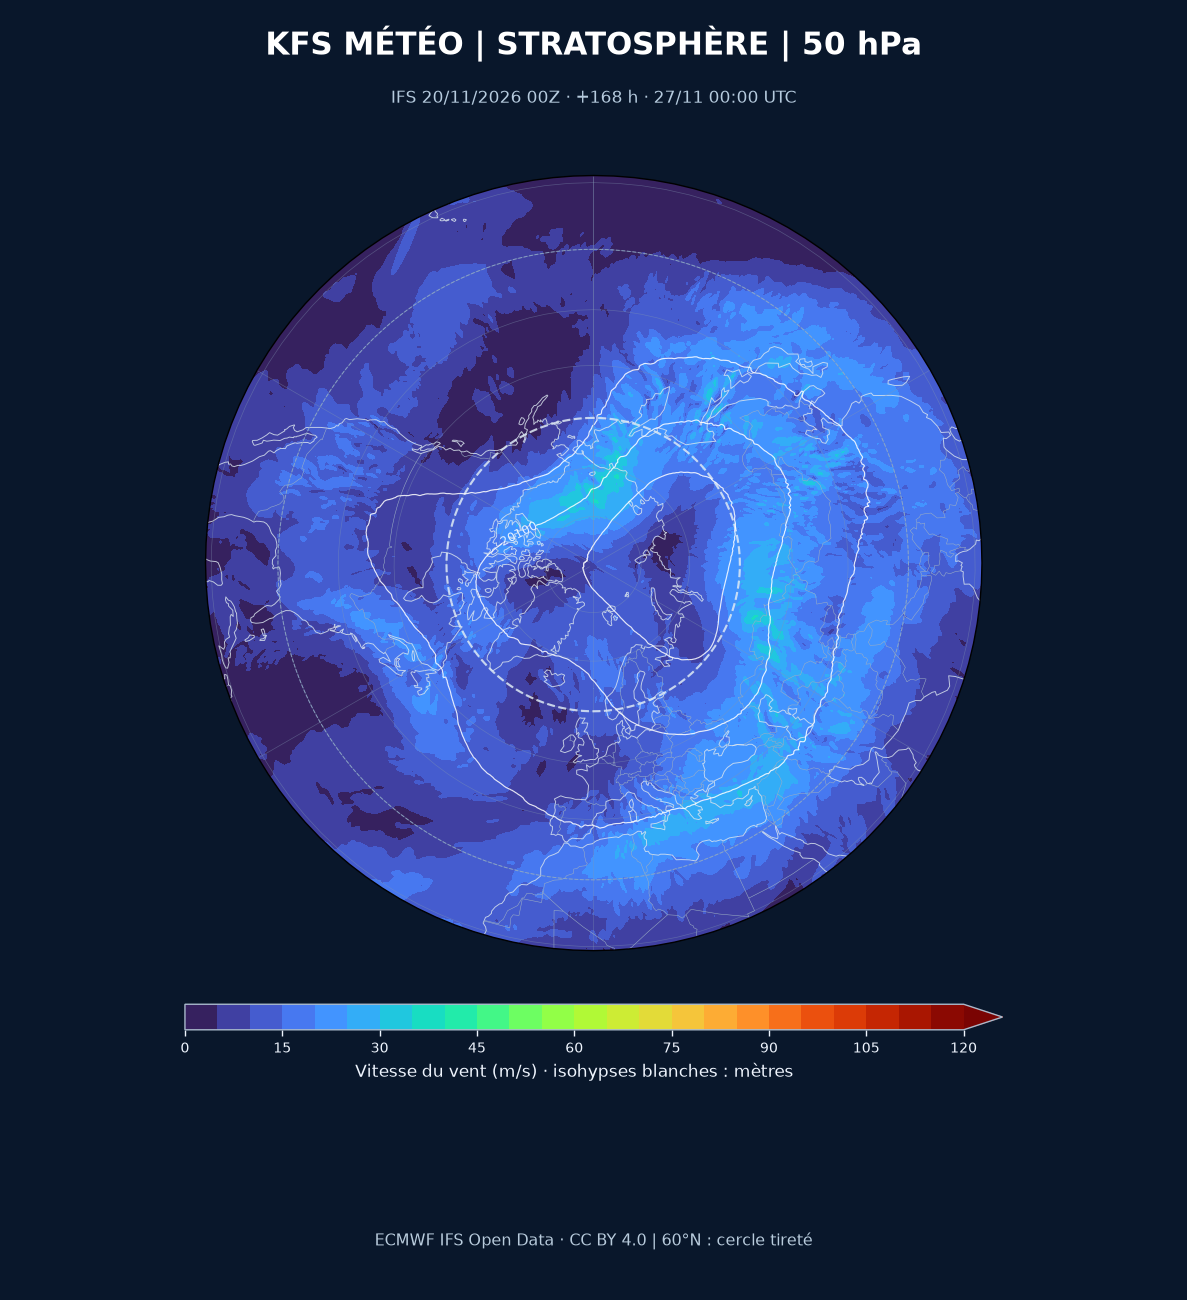 KFS MÉTÉO | STRATOSPHÈRE | 50 hPa
IFS 20/11/2026 00Z · +168 h · 27/11 00:00 UTC
0 15 30 45 60 75 90 105 120
Vitesse du vent (m/s) · isohypses blanches : mètres
ECMWF IFS Open Data · CC BY 4.0 | 60°N : cercle tireté